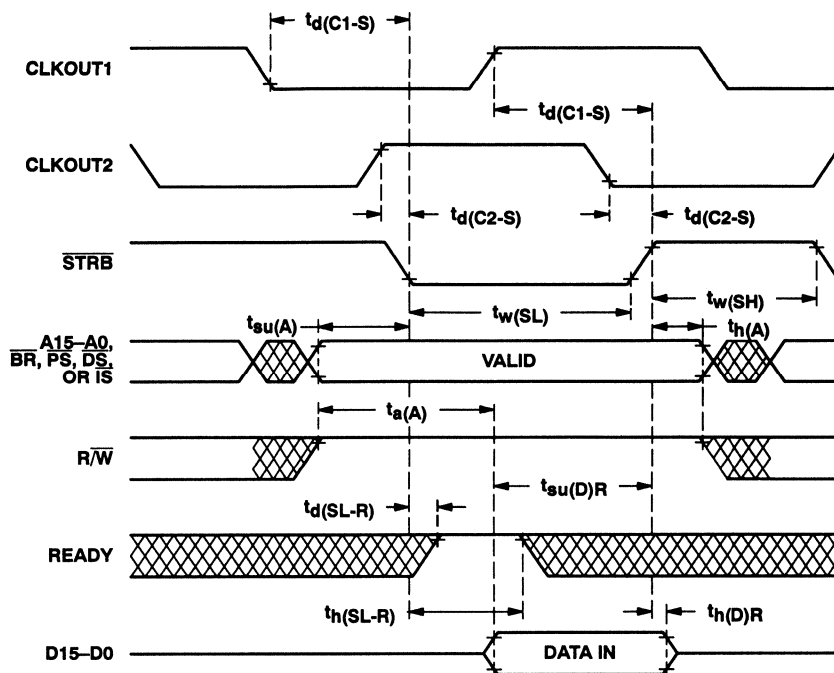 td(C1-S)
CLKOUT1
td(C1-S)
CLKOUT2
td(C2-S)
td(C2-S)
STRB
tw(SL)
tw(SH)
tsu(A)
th(A)
A15–A0,
BR, PS, DS,
OR IS
VALID
ta(A)
R/W
tsu(D)R
td(SL-R)
READY
th(SL-R)
th(D)R
D15–D0
DATA IN